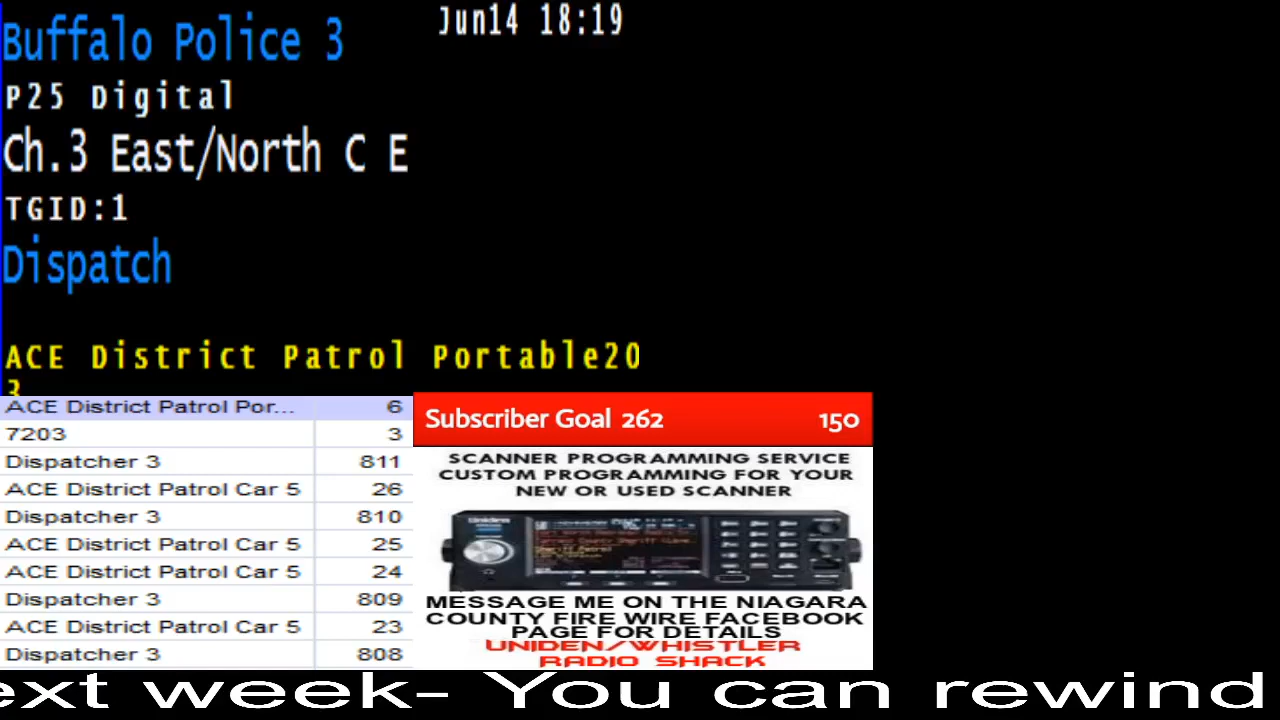 Buffalo Police 3
Jun14 18:19
P25 Digital
Ch.3 East/North C E
TGID:1
Dispatch
ACE District Patrol Portable20
3
ACE District Patrol Por... 6
7203 3
Dispatcher 3 811
ACE District Patrol Car 5 26
Dispatcher 3 810
ACE District Patrol Car 5 25
ACE District Patrol Car 5 24
Dispatcher 3 809
ACE District Patrol Car 5 23
Dispatcher 3 808
Subscriber Goal 262 150
SCANNER PROGRAMMING SERVICE
CUSTOM PROGRAMMING FOR YOUR
NEW OR USED SCANNER
Uniden
MESSAGE ME ON THE NIAGARA
COUNTY FIRE WIRE FACEBOOK
PAGE FOR DETAILS
UNIDEN/WHISTLER
RADIO SHACK
ext week- You can rewind